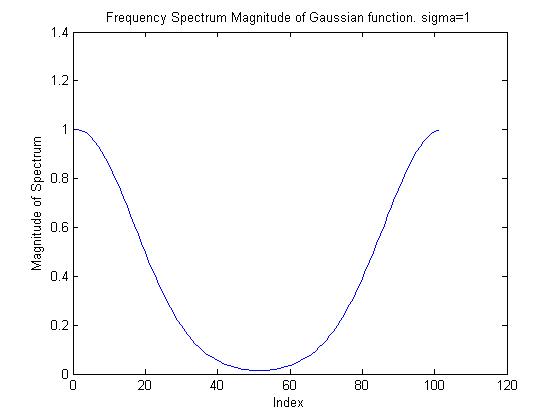 Frequency Spectrum Magnitude of Gaussian function. sigma=1
1.4
1.2
1
0.8
0.6
0.4
0.2
0
Magnitude of Spectrum
0 20 40 60 80 100 120
Index